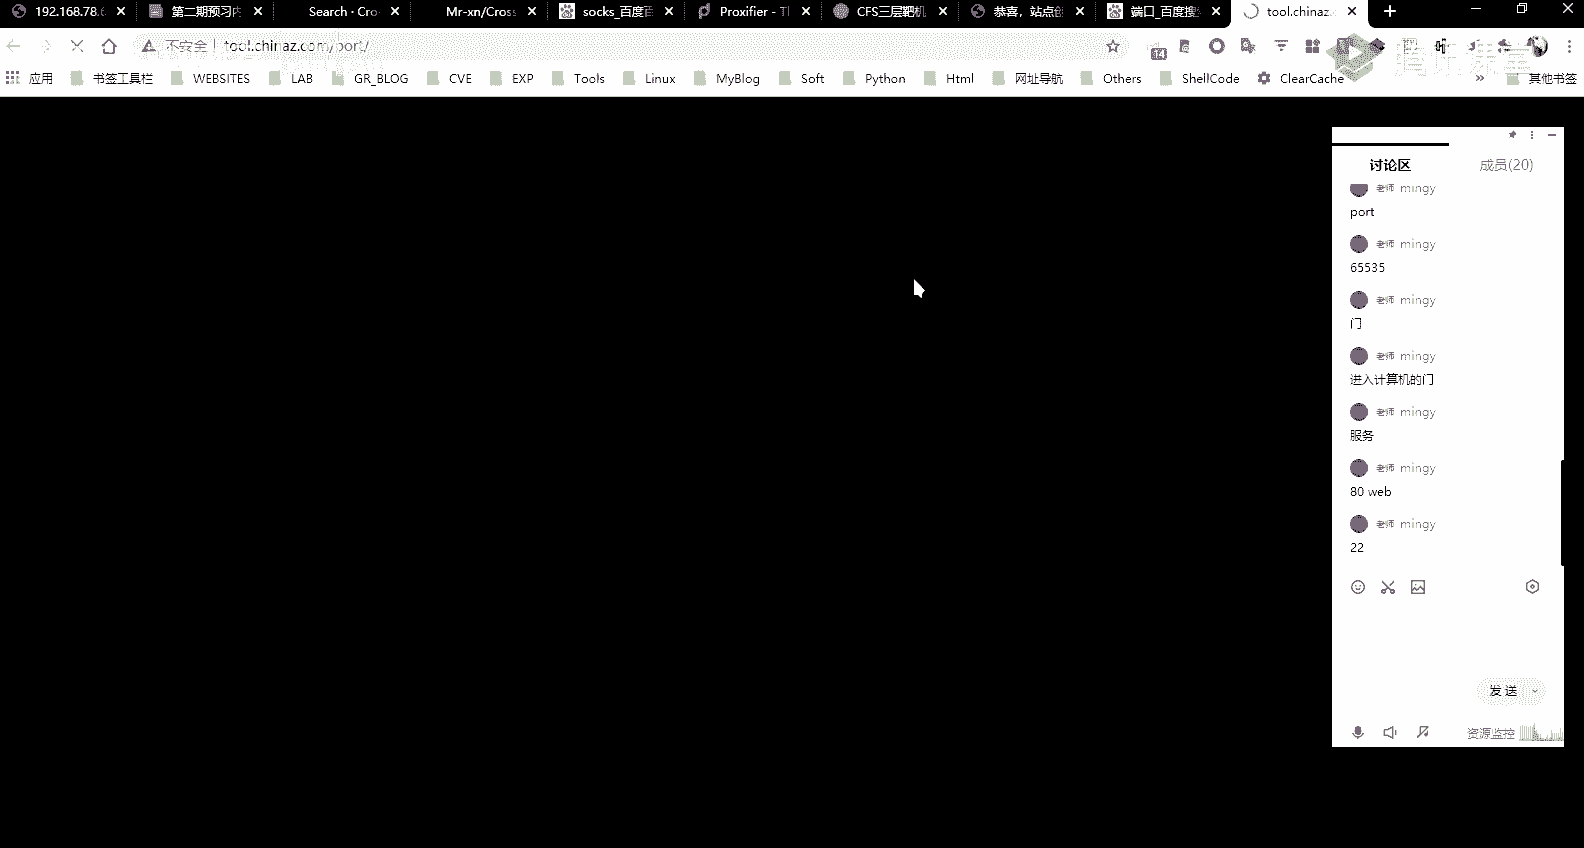 192.168.78.6
第二期预习内
Search · Cro
Mr-xn/Cross
socks_百度百
Proxifier - Tl
CFS三层靶机
恭喜，站点创
端口_百度搜
tool.chinaz.
不安全 | tool.chinaz.com/port/
14
腾讯课堂
应用
书签工具栏
WEBSITES
LAB
GR_BLOG
CVE
EXP
Tools
Linux
MyBlog
Soft
Python
Html
网址导航
Others
ShellCode
ClearCache
»
其他书签
讨论区
成员(20)
老师 mingy
port
老师 mingy
65535
老师 mingy
门
老师 mingy
进入计算机的门
老师 mingy
服务
老师 mingy
80 web
老师 mingy
22
发送
资源监控